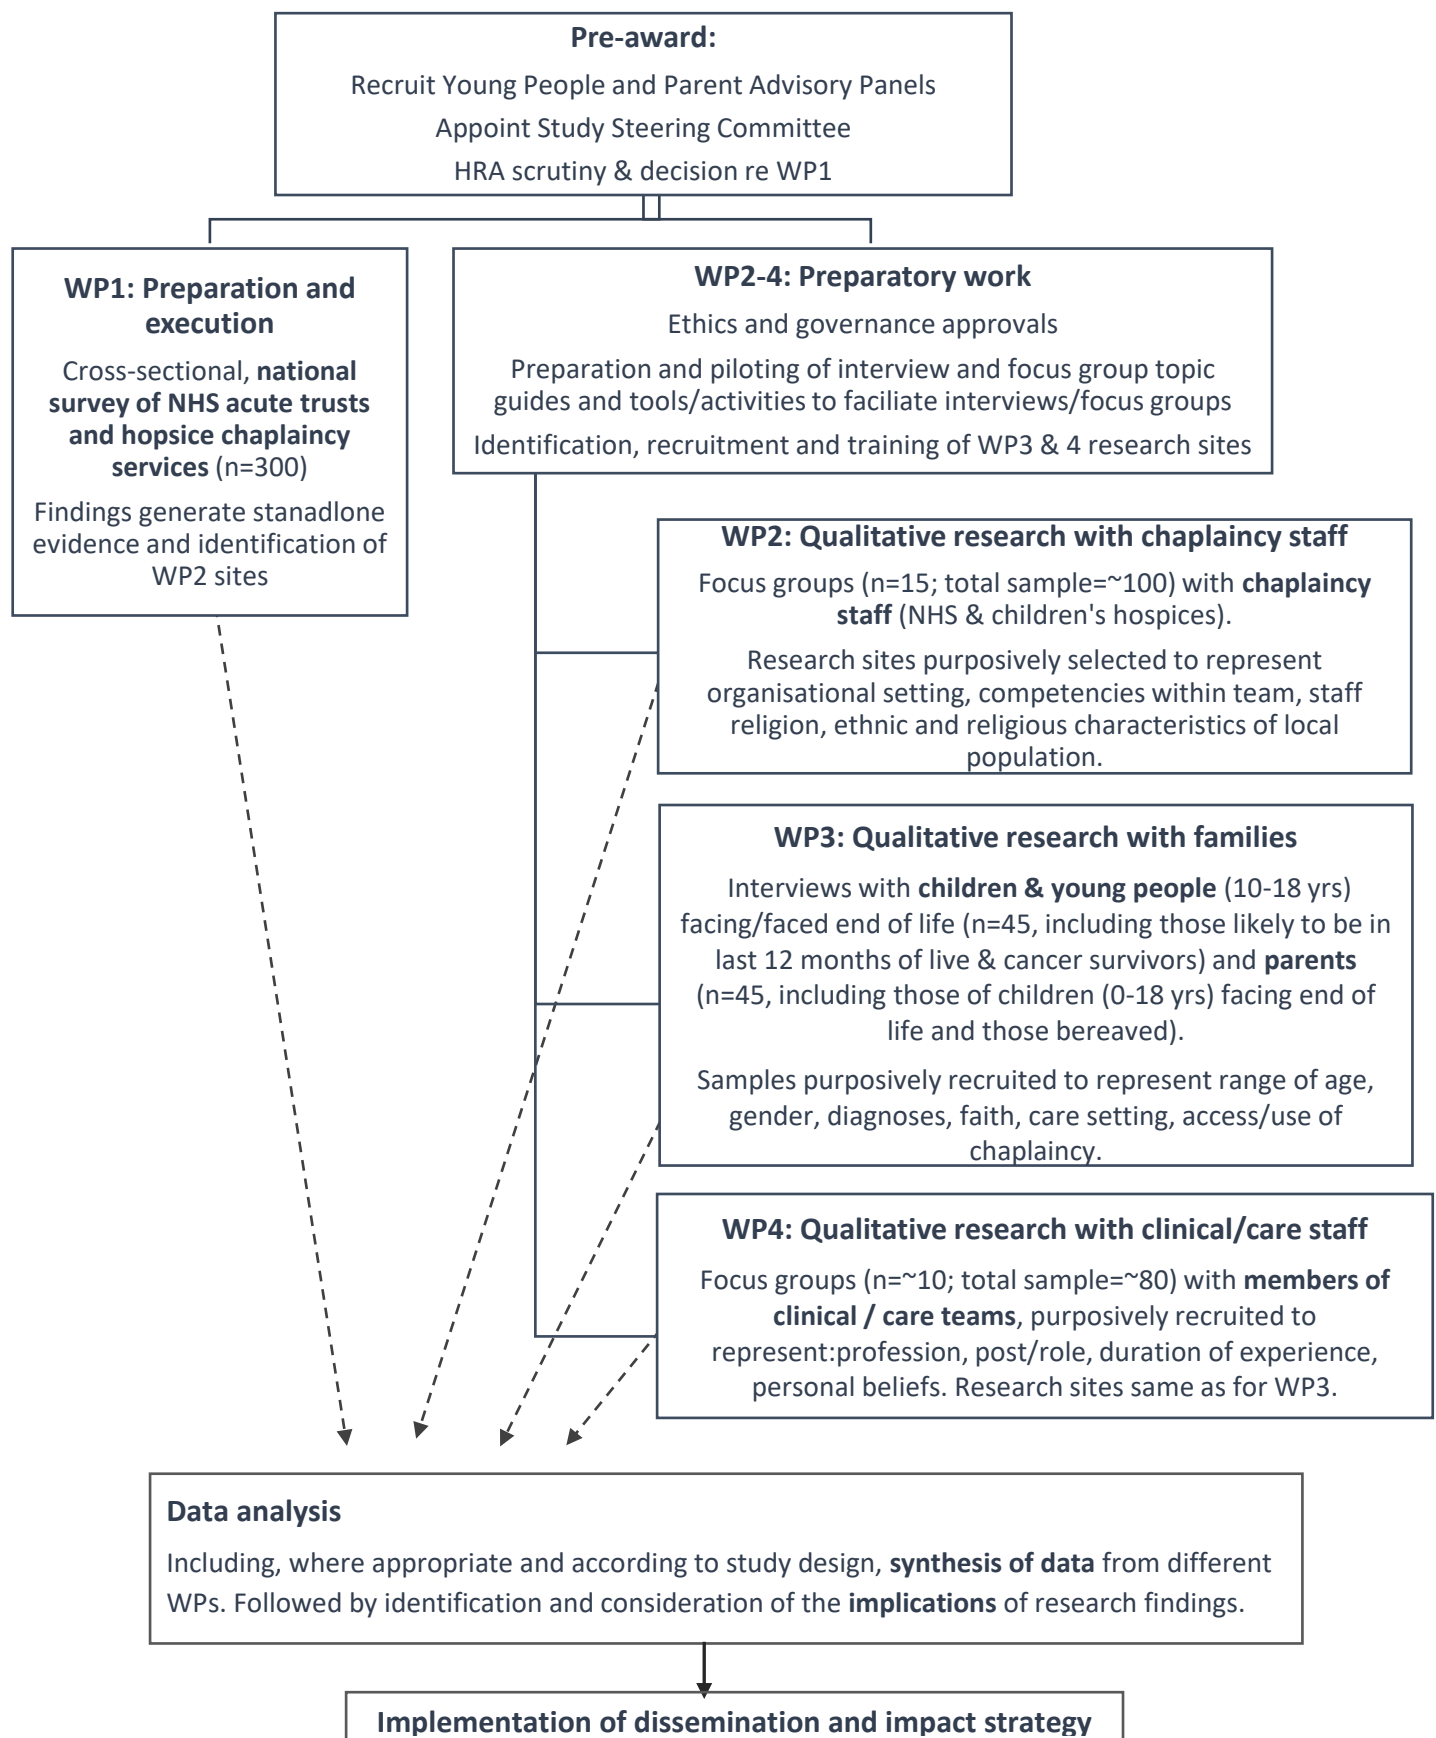 Pre-award:
Recruit Young People and Parent Advisory Panels
Appoint Study Steering Committee
HRA scrutiny & decision re WP1
WP1: Preparation and
execution
Cross-sectional, national
survey of NHS acute trusts
and hopsice chaplaincy
services (n=300)
Findings generate stanadlone
evidence and identification of
WP2 sites
WP2-4: Preparatory work
Ethics and governance approvals
Preparation and piloting of interview and focus group topic
guides and tools/activities to faciliate interviews/focus groups
Identification, recruitment and training of WP3 & 4 research sites
WP2: Qualitative research with chaplaincy staff
Focus groups (n=15; total sample=~100) with chaplaincy
staff (NHS & children's hospices).
Research sites purposively selected to represent
organisational setting, competencies within team, staff
religion, ethnic and religious characteristics of local
population.
WP3: Qualitative research with families
Interviews with children & young people (10-18 yrs)
facing/faced end of life (n=45, including those likely to be in
last 12 months of live & cancer survivors) and parents
(n=45, including those of children (0-18 yrs) facing end of
life and those bereaved).
Samples purposively recruited to represent range of age,
gender, diagnoses, faith, care setting, access/use of
chaplaincy.
WP4: Qualitative research with clinical/care staff
Focus groups (n=~10; total sample=~80) with members of
clinical / care teams, purposively recruited to
represent:profession, post/role, duration of experience,
personal beliefs. Research sites same as for WP3.
Data analysis
Including, where appropriate and according to study design, synthesis of data from different
WPs. Followed by identification and consideration of the implications of research findings.
Implementation of dissemination and impact strategy